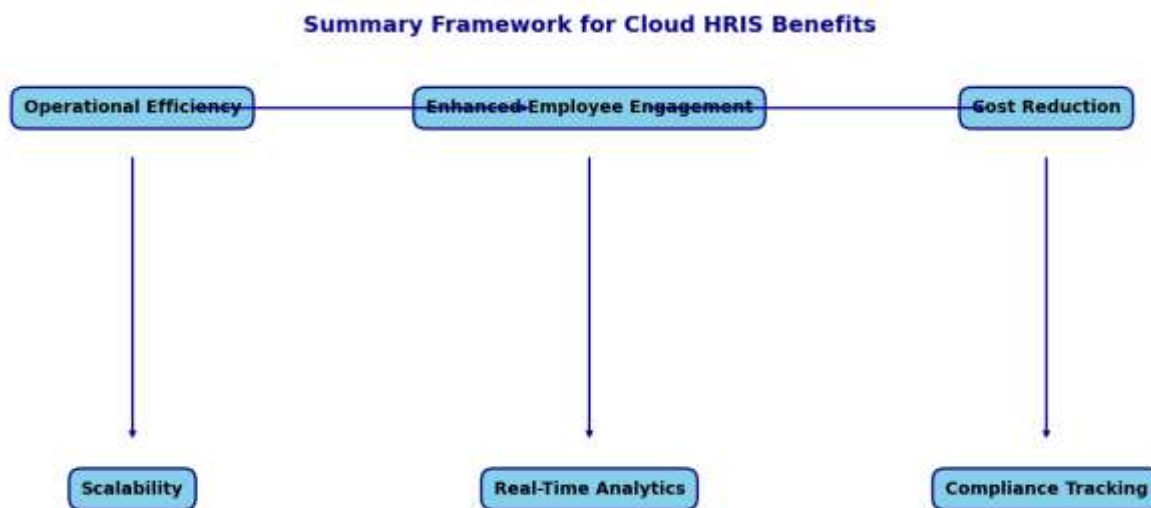 Summary Framework for Cloud HRIS Benefits
Operational Efficiency
Enhanced Employee Engagement
Cost Reduction
Scalability
Real-Time Analytics
Compliance Tracking